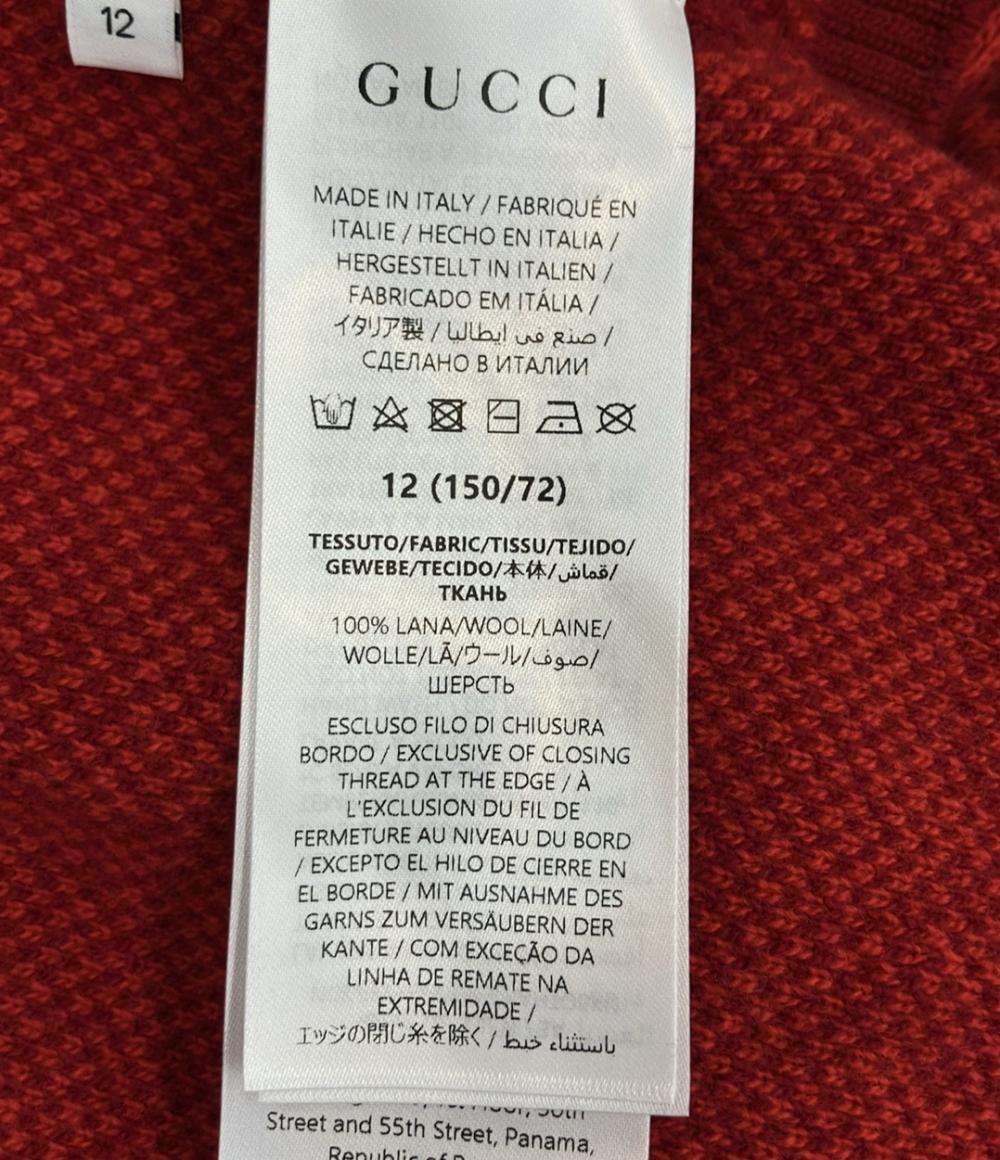 12
GUCCI
MADE IN ITALY / FABRIQUÉ EN
ITALIE / HECHO EN ITALIA /
HERGESTELLT IN ITALIEN /
FABRICADO EM ITÁLIA /
イタリア製 / صنع في ايطاليا /
СДЕЛАНО В ИТАЛИИ
12 (150/72)
TESSUTO/FABRIC/TISSU/TEJIDO/
GEWEBE/TECIDO/本体/قماش/
ТКАНЬ
100% LANA/WOOL/LAINE/
WOLLE/LÃ/ウール/صوف/
ШЕРСТЬ
ESCLUSO FILO DI CHIUSURA
BORDO / EXCLUSIVE OF CLOSING
THREAD AT THE EDGE / À
L'EXCLUSION DU FIL DE
FERMETURE AU NIVEAU DU BORD
/ EXCEPTO EL HILO DE CIERRE EN
EL BORDE / MIT AUSNAHME DES
GARNS ZUM VERSÄUBERN DER
KANTE / COM EXCEÇÃO DA
LINHA DE REMATE NA
EXTREMIDADE /
エッジの閉じ糸を除く / باستثناء خيط
Street and 55th Street, Panama,
Republic of